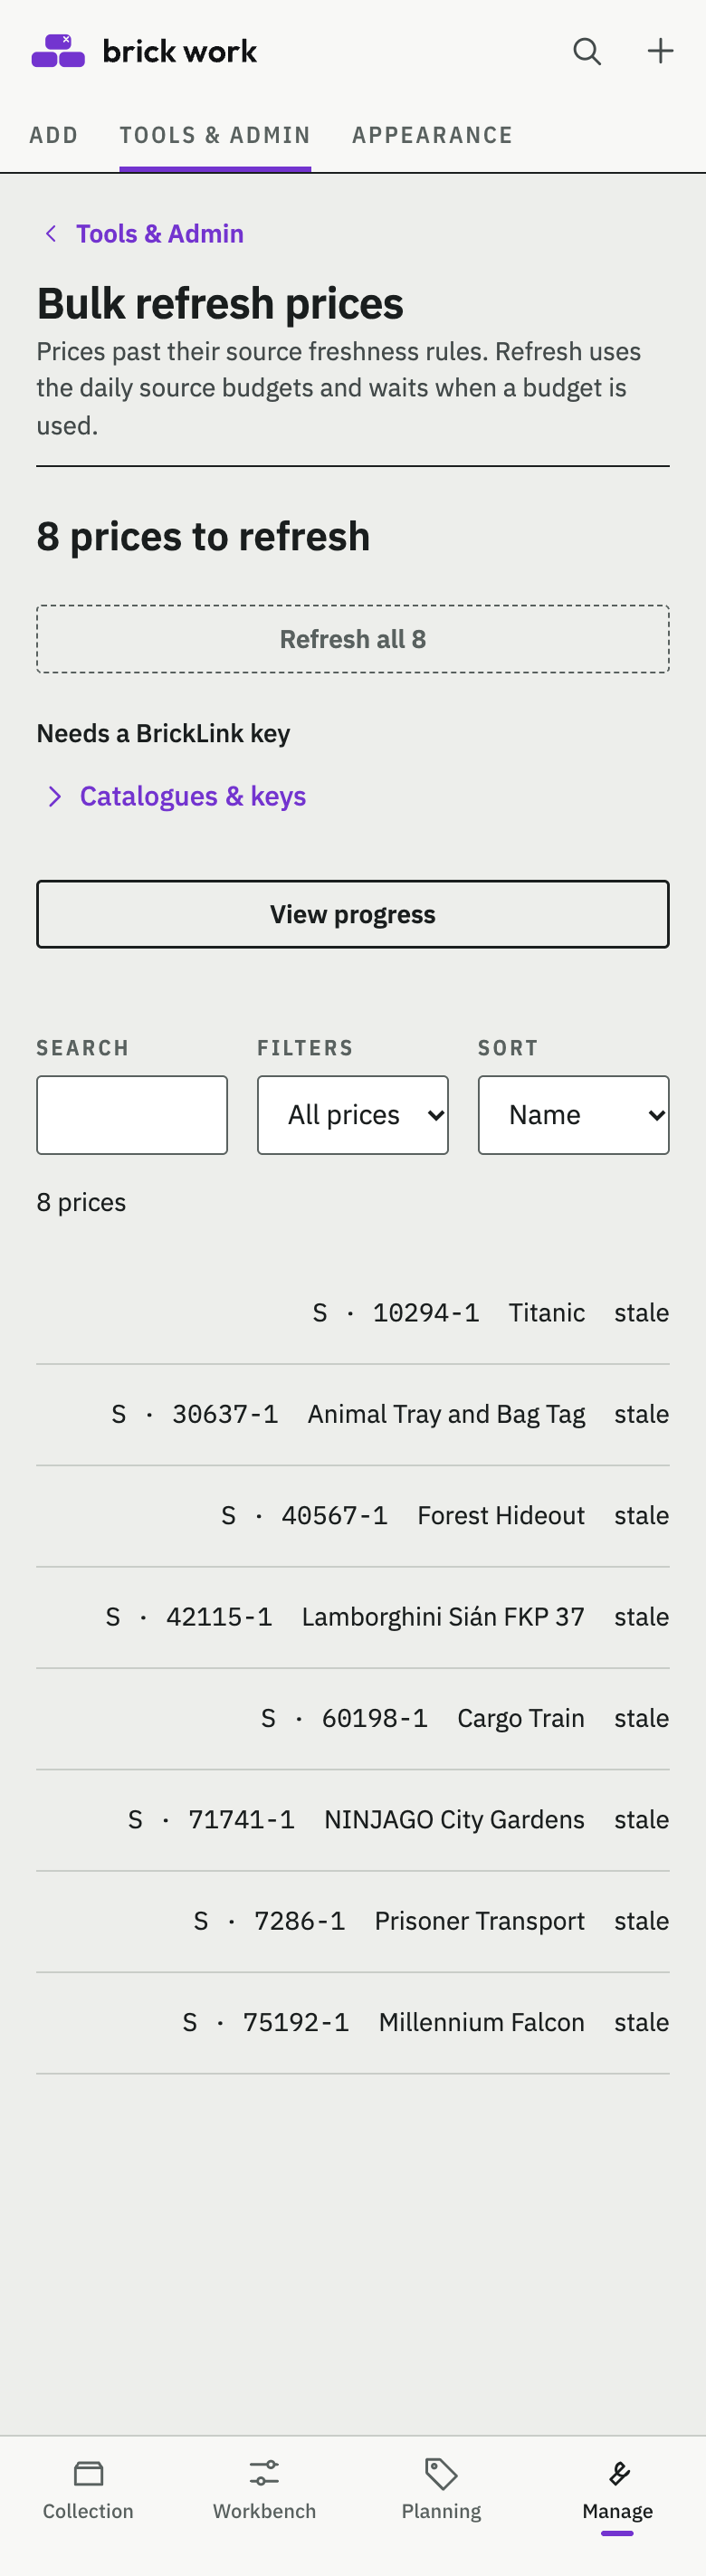 brick work
ADD TOOLS & ADMIN APPEARANCE
Tools & Admin
Bulk refresh prices
Prices past their source freshness rules. Refresh uses
the daily source budgets and waits when a budget is
used.
8 prices to refresh
Refresh all 8
Needs a BrickLink key
Catalogues & keys
View progress
SEARCH FILTERS SORT
All prices Name
8 prices
S · 10294-1 Titanic stale
S · 30637-1 Animal Tray and Bag Tag stale
S · 40567-1 Forest Hideout stale
S · 42115-1 Lamborghini Sián FKP 37 stale
S · 60198-1 Cargo Train stale
S · 71741-1 NINJAGO City Gardens stale
S · 7286-1 Prisoner Transport stale
S · 75192-1 Millennium Falcon stale
Collection Workbench Planning Manage